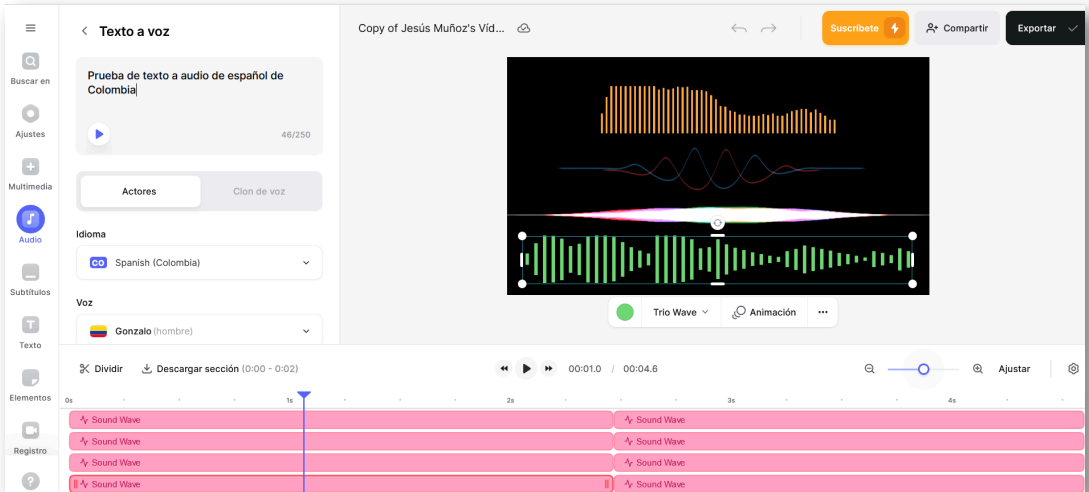 Texto a voz
Copy of Jesús Muñoz's Víd...
Suscríbete
Compartir
Exportar
Buscar en
Ajustes
Multimedia
Audio
Subtítulos
Texto
Elementos
Registro
Prueba de texto a audio de español de
Colombia
46/250
Actores
Clon de voz
Idioma
CO Spanish (Colombia)
Voz
Gonzalo (hombre)
Trio Wave
Animación
Dividir
Descargar sección (0:00 - 0:02)
00:01.0 / 00:04.6
Ajustar
0s 1s 2s 3s 4s
Sound Wave Sound Wave
Sound Wave Sound Wave
Sound Wave Sound Wave
Sound Wave Sound Wave